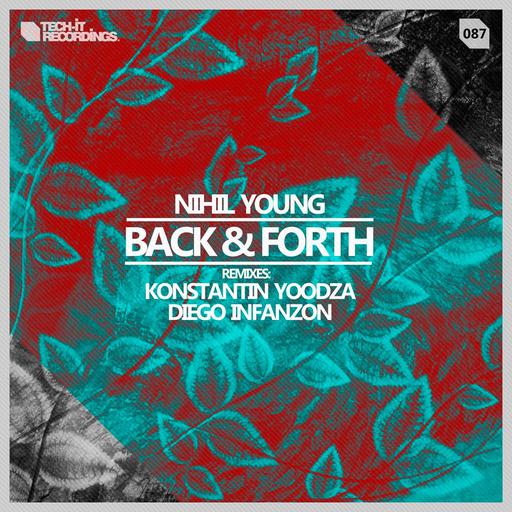 TECH-IT
RECORDINGS.
087
NIHIL YOUNG
BACK & FORTH
REMIXES:
KONSTANTIN YOODZA
DIEGO INFANZON